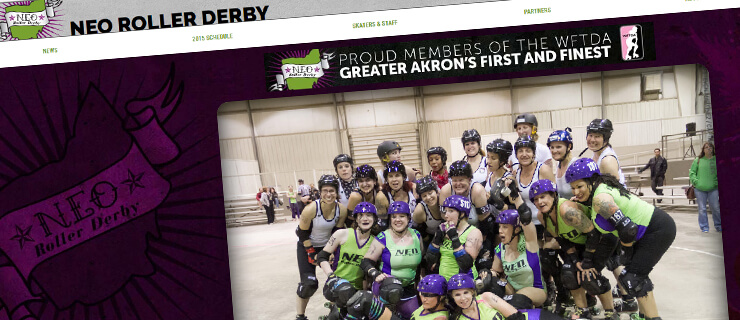 NEO
Roller Derby
NEO ROLLER DERBY
NEWS
2015 SCHEDULE
SKATERS & STAFF
PARTNERS
NEO
Roller Derby
PROUD MEMBERS OF THE WFTDA
GREATER AKRON'S FIRST AND FINEST
WFTDA
NEO
Roller Derby
NEO
NEO
NEO